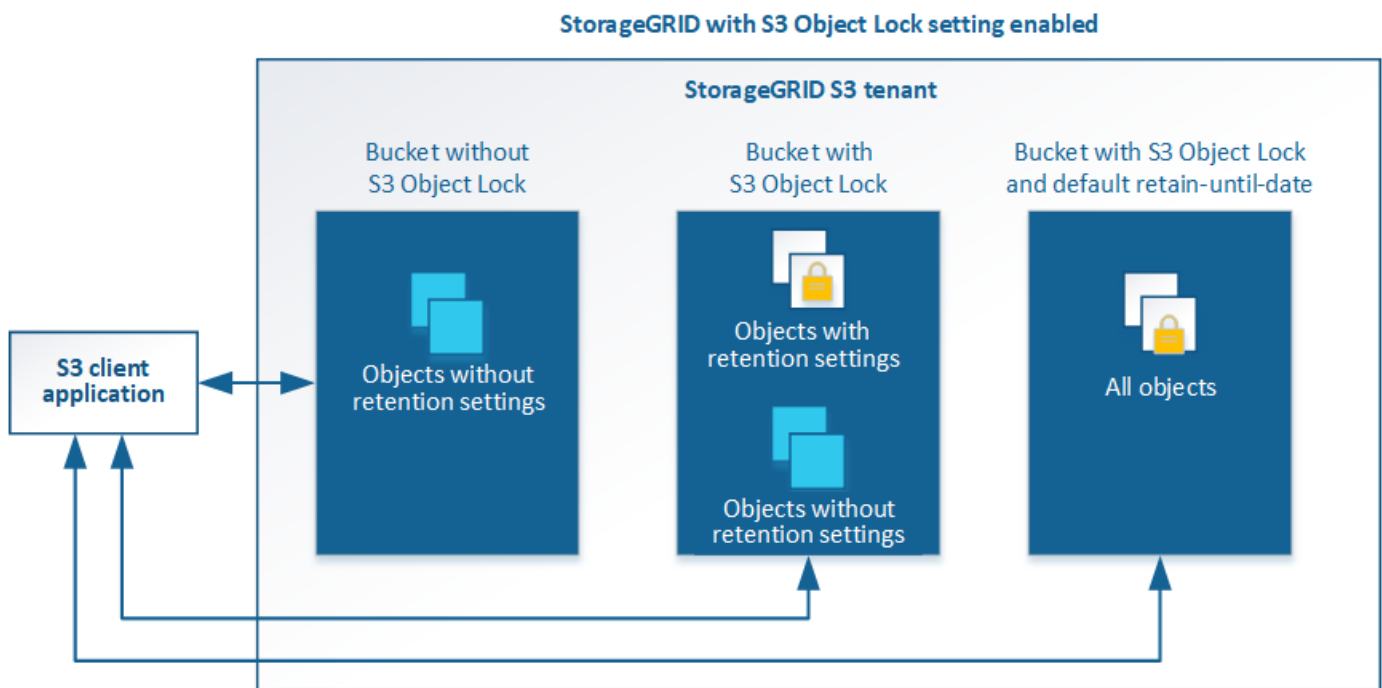 StorageGRID with S3 Object Lock setting enabled
StorageGRID S3 tenant
Bucket without
S3 Object Lock
Objects without
retention settings
Bucket with
S3 Object Lock
Objects with
retention settings
Objects without
retention settings
Bucket with S3 Object Lock
and default retain-until-date
All objects
S3 client
application